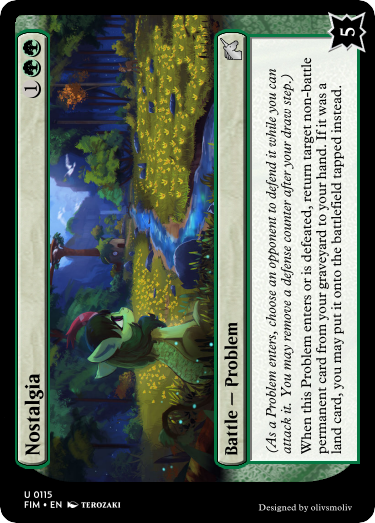 Nostalgia 1
Battle — Problem
5
(As a Problem enters, choose an opponent to defend it while you can
attack it. You may remove a defense counter after your draw step.)
When this Problem enters or is defeated, return target non-battle
permanent card from your graveyard to your hand. If it was a
land card, you may put it onto the battlefield tapped instead.
U 0115
FIM • EN TEROZAKI
Designed by olivsmoliv